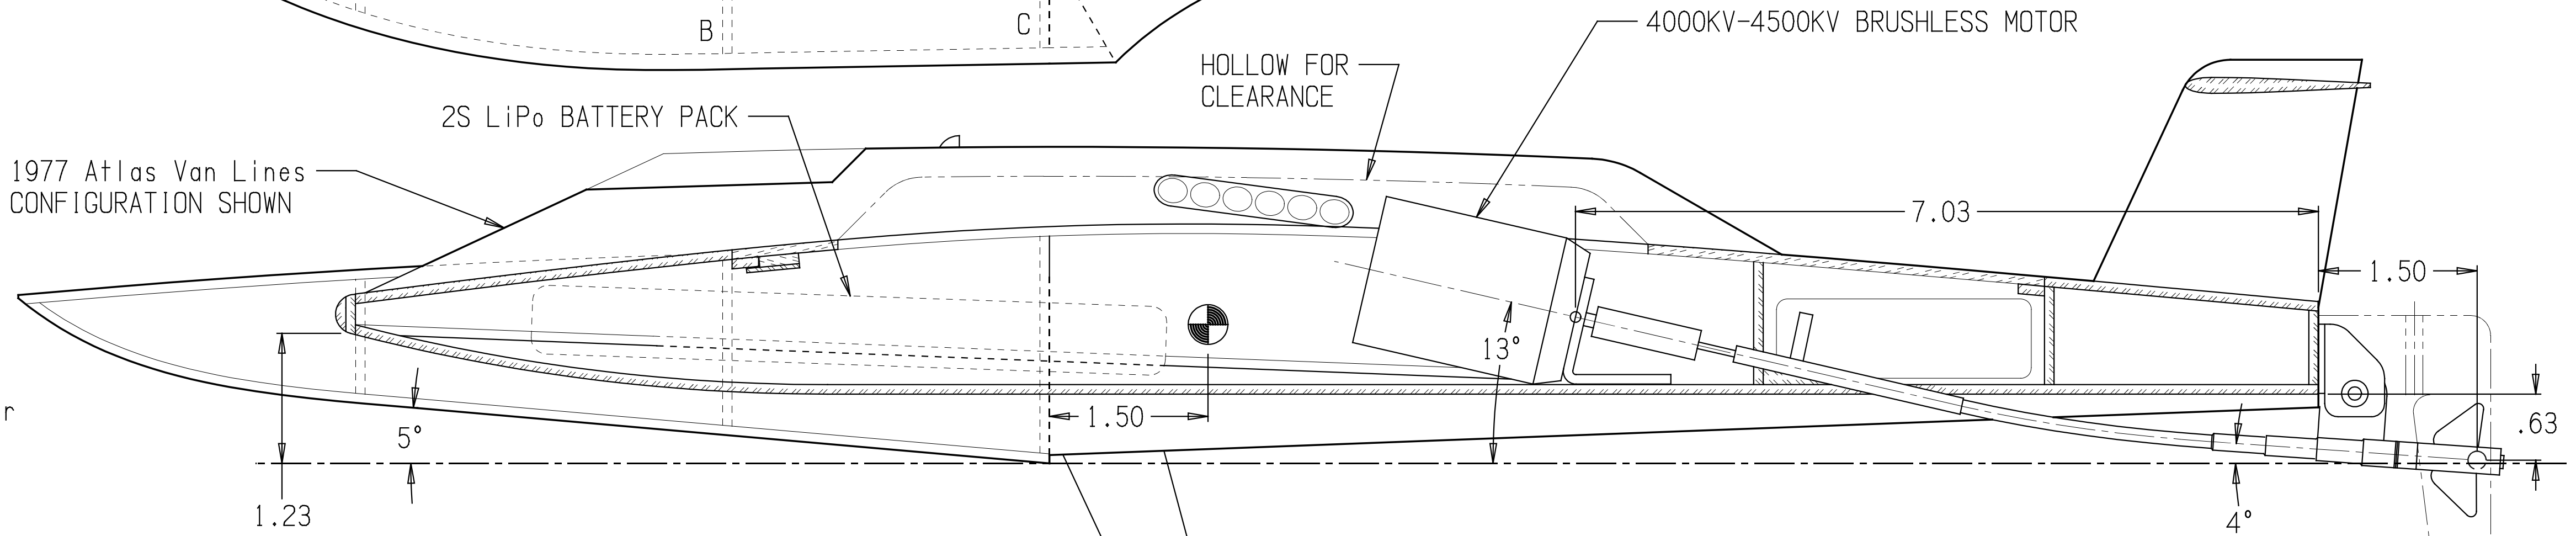 B
C
4000KV-4500KV BRUSHLESS MOTOR
HOLLOW FOR
CLEARANCE
2S LiPo BATTERY PACK
1977 Atlas Van Lines
CONFIGURATION SHOWN
7.03
1.50
13°
r
1.50
.63
5°
1.23
4°